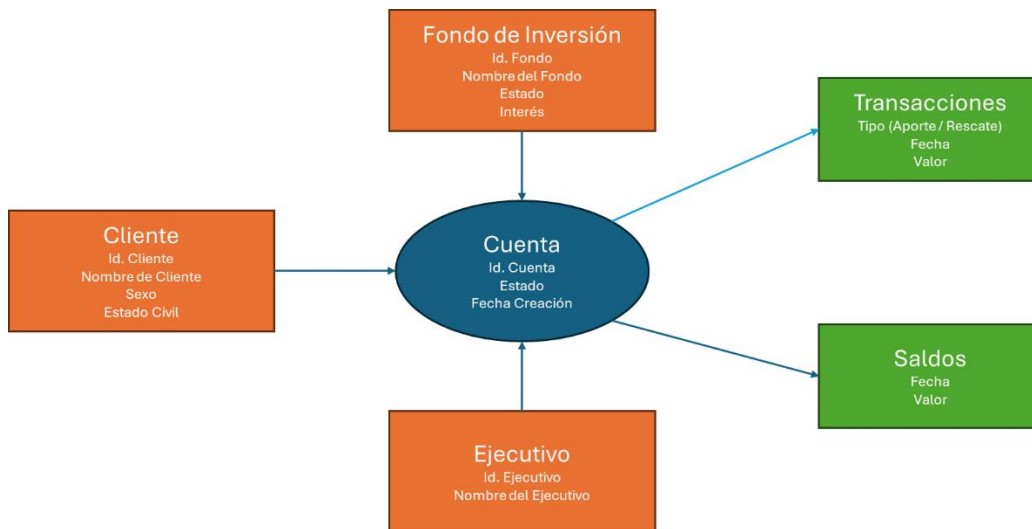 Fondo de Inversión
Id. Fondo
Nombre del Fondo
Estado
Interés
Transacciones
Tipo (Aporte / Rescate)
Fecha
Valor
Cliente
Id. Cliente
Nombre de Cliente
Sexo
Estado Civil
Cuenta
Id. Cuenta
Estado
Fecha Creación
Saldos
Fecha
Valor
Ejecutivo
Id. Ejecutivo
Nombre del Ejecutivo